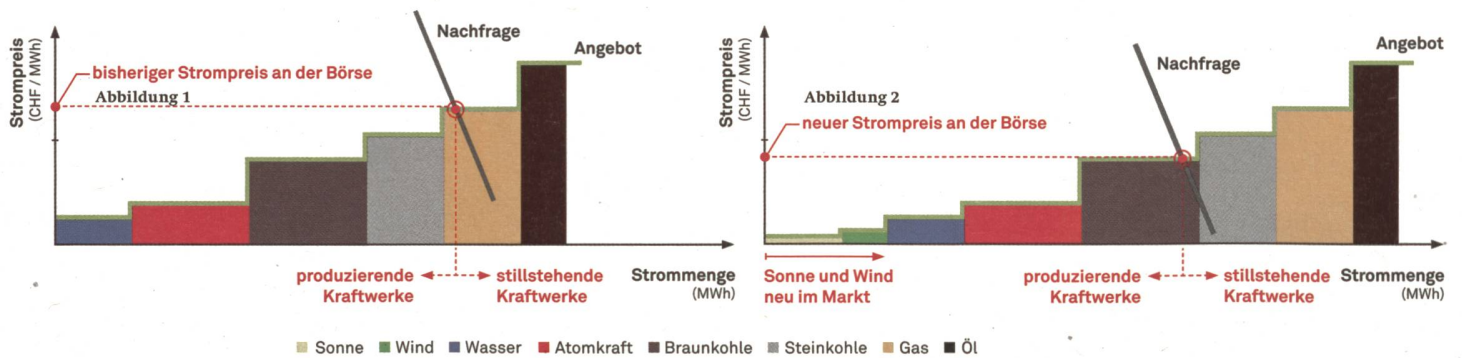 Strompreis
(CHF / MWh)
bisheriger Strompreis an der Börse
Abbildung 1
Nachfrage
Angebot
produzierende
Kraftwerke
stillstehende
Kraftwerke
Strommenge
(MWh)
Strompreis
(CHF / MWh)
Abbildung 2
neuer Strompreis an der Börse
Nachfrage
Angebot
Sonne und Wind
neu im Markt
produzierende
Kraftwerke
stillstehende
Kraftwerke
Strommenge
(MWh)
Sonne Wind Wasser Atomkraft Braunkohle Steinkohle Gas Öl